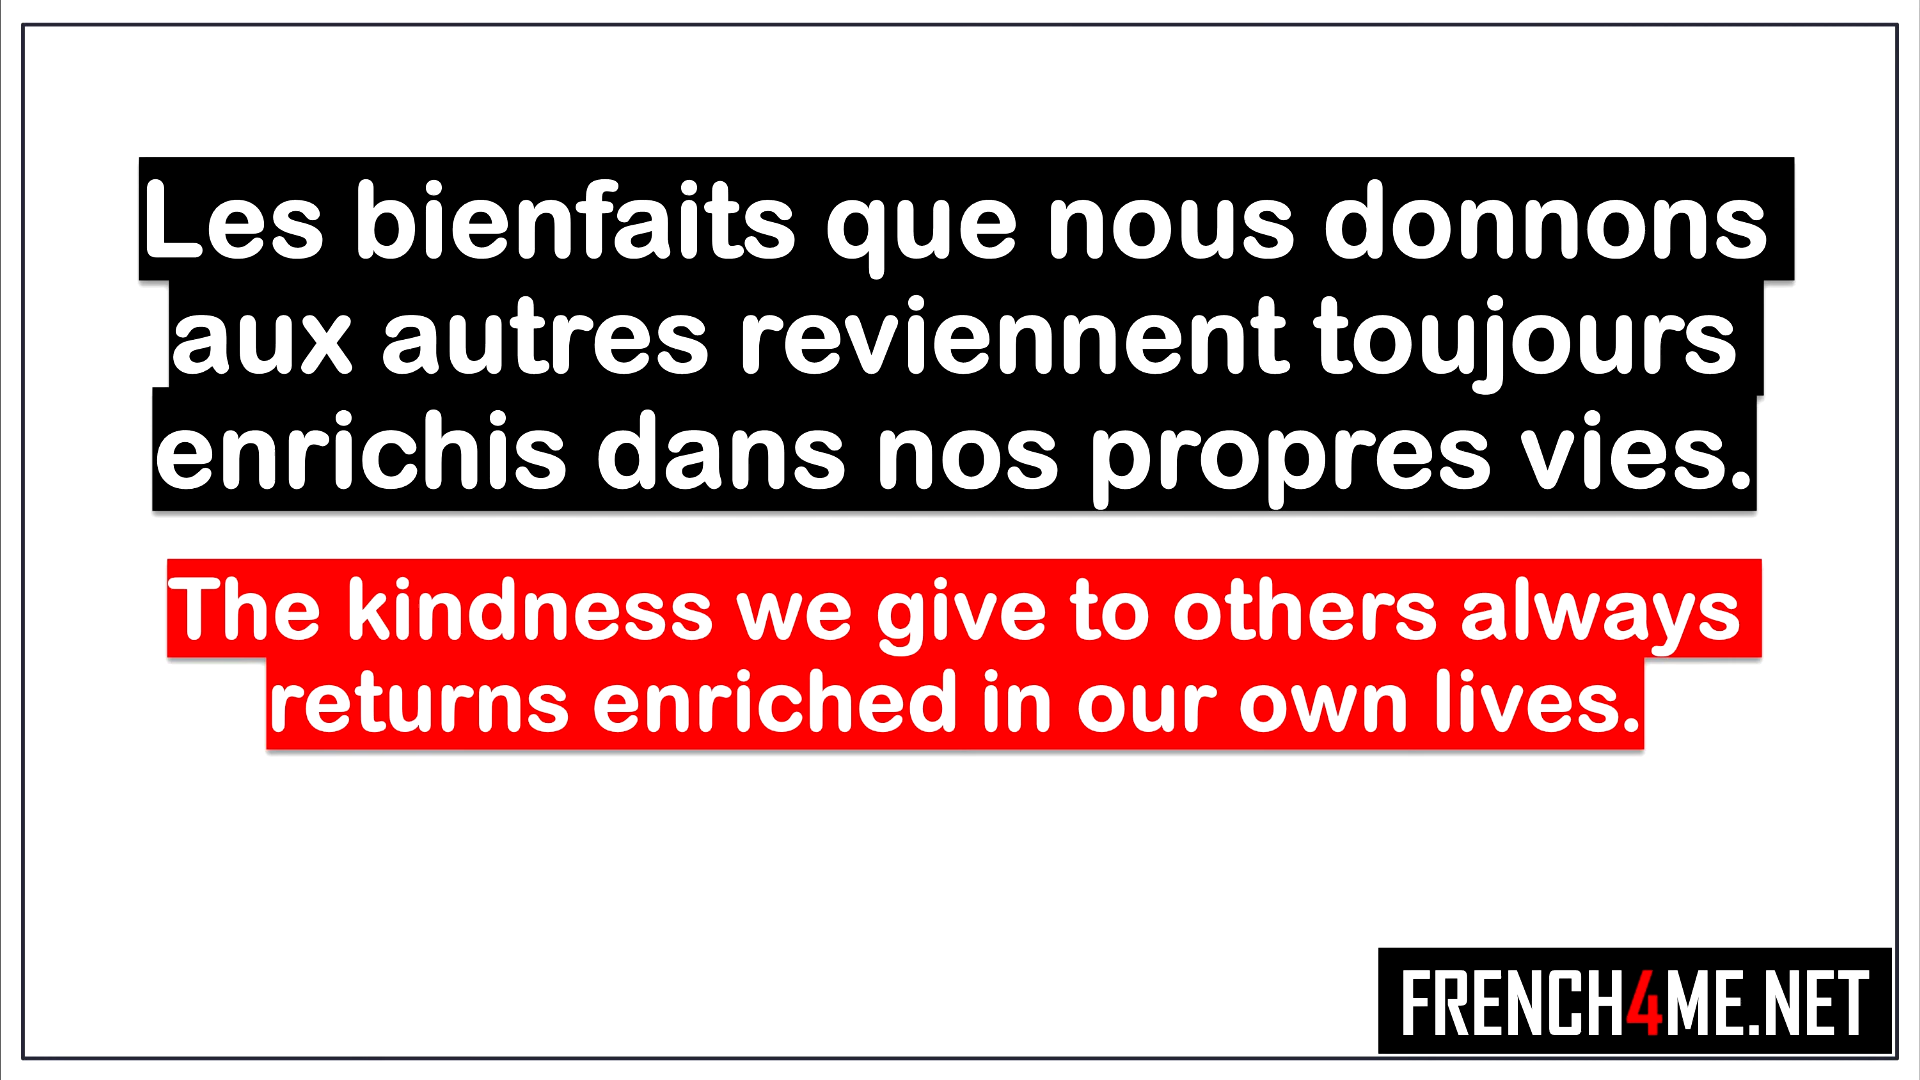 Les bienfaits que nous donnons
aux autres reviennent toujours
enrichis dans nos propres vies.
The kindness we give to others always
returns enriched in our own lives.
FRENCH4ME.NET